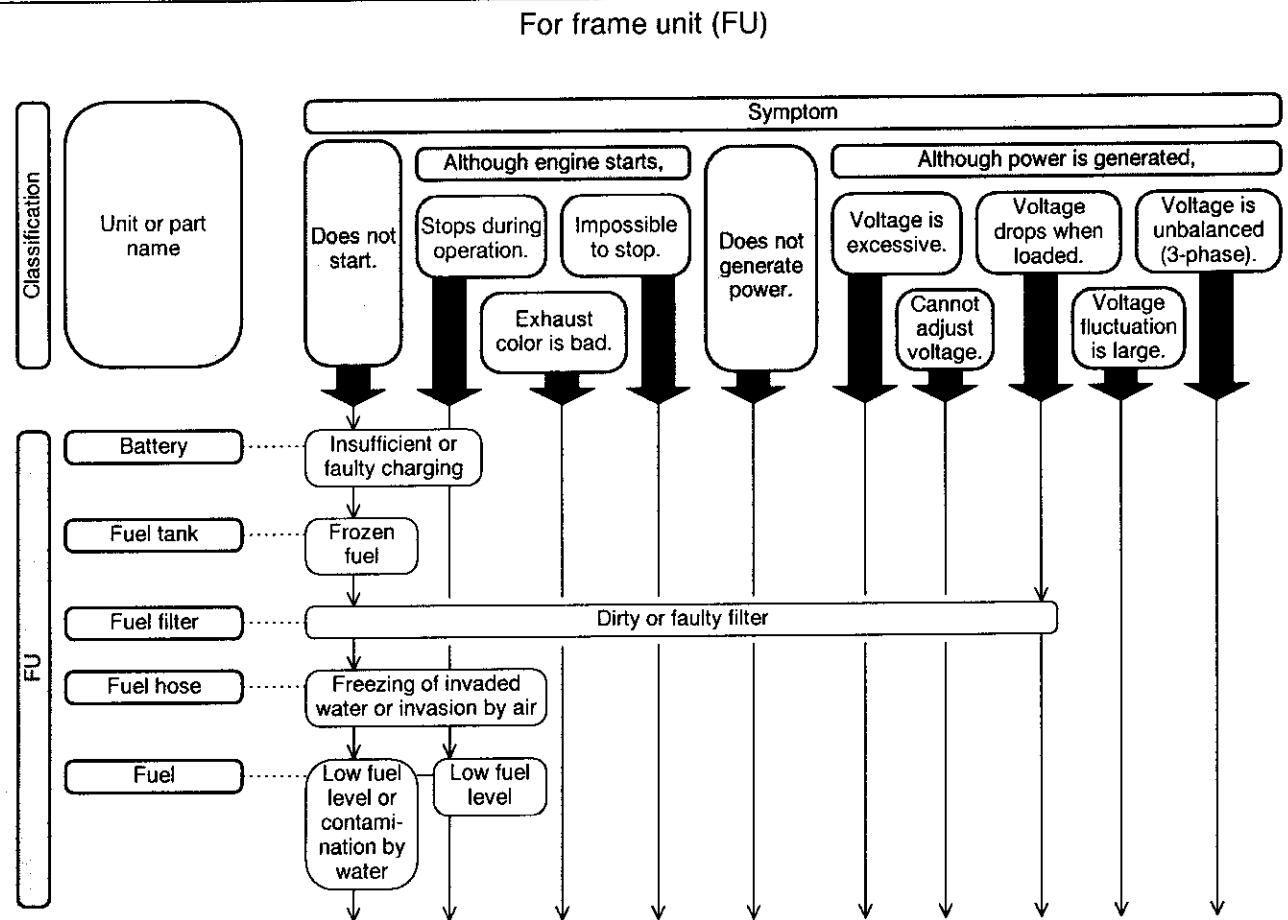 For frame unit (FU)
Classification
Unit or part
name
Symptom
Does not
start.
Although engine starts,
Stops during
operation.
Impossible
to stop.
Exhaust
color is bad.
Does not
generate
power.
Although power is generated,
Voltage is
excessive.
Voltage
drops when
loaded.
Voltage is
unbalanced
(3-phase).
Cannot
adjust
voltage.
Voltage
fluctuation
is large.
FU
Battery
Insufficient or
faulty charging
Fuel tank
Frozen
fuel
Fuel filter
Dirty or faulty filter
Fuel hose
Freezing of invaded
water or invasion by air
Fuel
Low fuel
level or
contami-
nation by
water
Low fuel
level